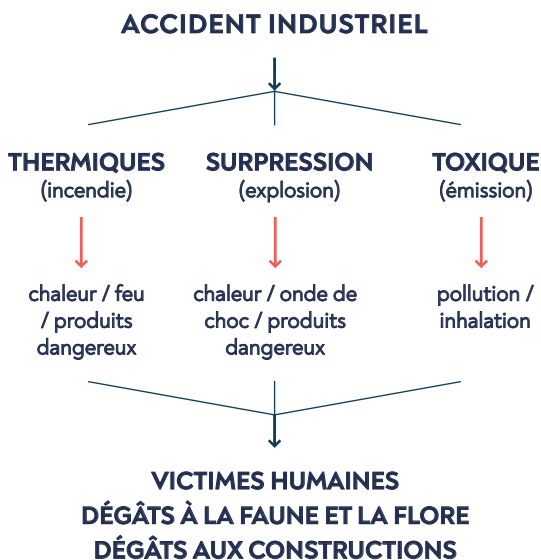 ACCIDENT INDUSTRIEL
THERMIQUES
(incendie)
SURPRESSION
(explosion)
TOXIQUE
(émission)
chaleur / feu
/ produits
dangereux
chaleur / onde de
choc / produits
dangereux
pollution /
inhalation
VICTIMES HUMAINES
DÉGÂTS À LA FAUNE ET LA FLORE
DÉGÂTS AUX CONSTRUCTIONS